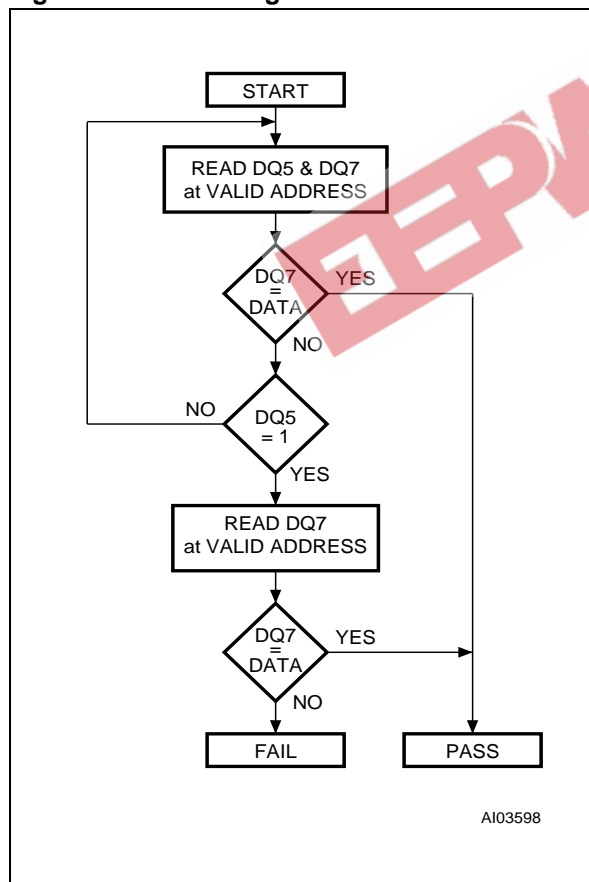 START
READ DQ5 & DQ7
at VALID ADDRESS
DQ7
=
DATA
YES
NO
DQ5
= 1
NO
YES
READ DQ7
at VALID ADDRESS
DQ7
=
DATA
YES
NO
FAIL
PASS
AI03598